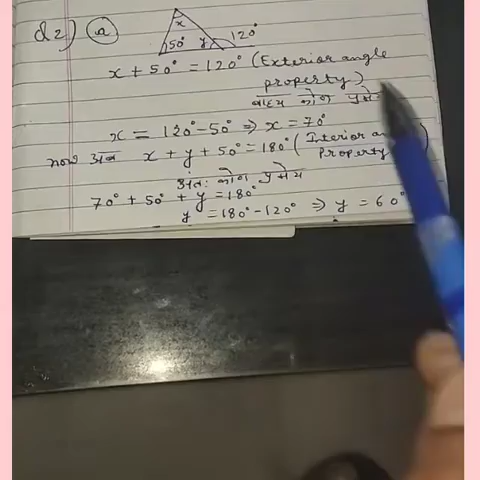 Q2) a x 50° y 120°
x + 50° = 120° (Exterior angle
property)
बाह्य कोन
x = 120° - 50° ⇒ x = 70°
now अब x + y + 50° = 180° (Interior
Property
अंतः कोन प्रमेय
70° + 50° + y = 180°
y = 180° - 120° ⇒ y = 60°